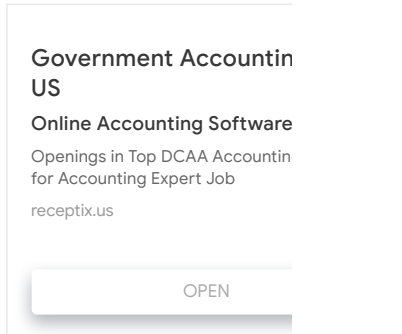 Government Accountin
US
Online Accounting Software
Openings in Top DCAA Accountin
for Accounting Expert Job
receptix.us
OPEN